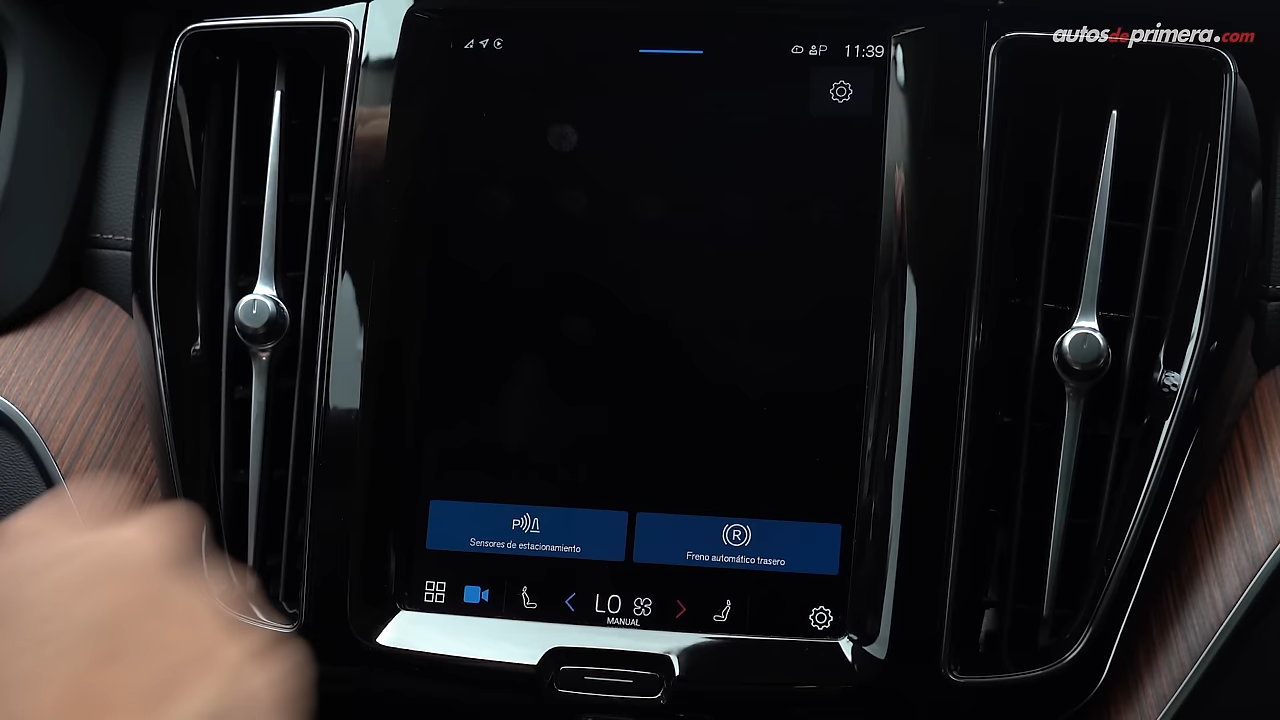 autosdeprimera.com
P 11:39
P
Sensores de estacionamiento
R
Freno automático trasero
LO
MANUAL